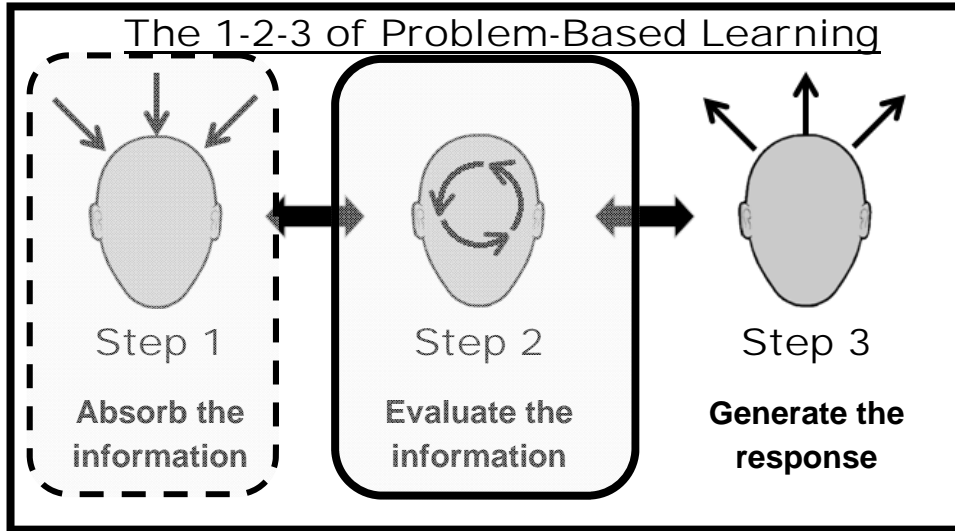 The 1-2-3 of Problem-Based Learning
Step 1
Absorb the
information
Step 2
Evaluate the
information
Step 3
Generate the
response